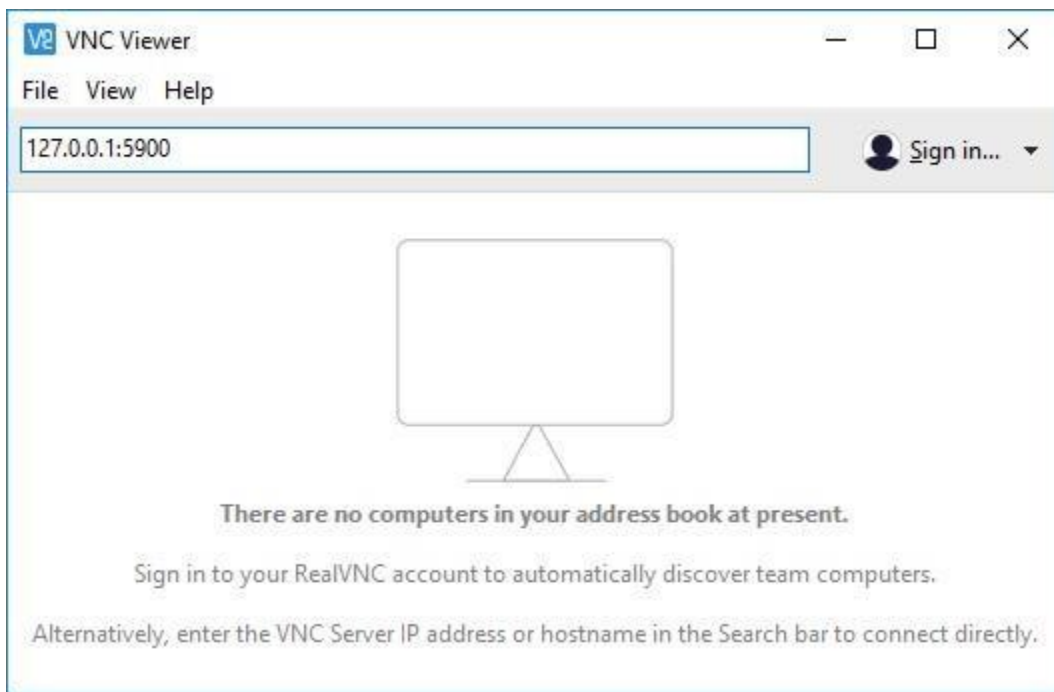 V2 VNC Viewer
File View Help
127.0.0.1:5900
Sign in...
There are no computers in your address book at present.
Sign in to your RealVNC account to automatically discover team computers.
Alternatively, enter the VNC Server IP address or hostname in the Search bar to connect directly.